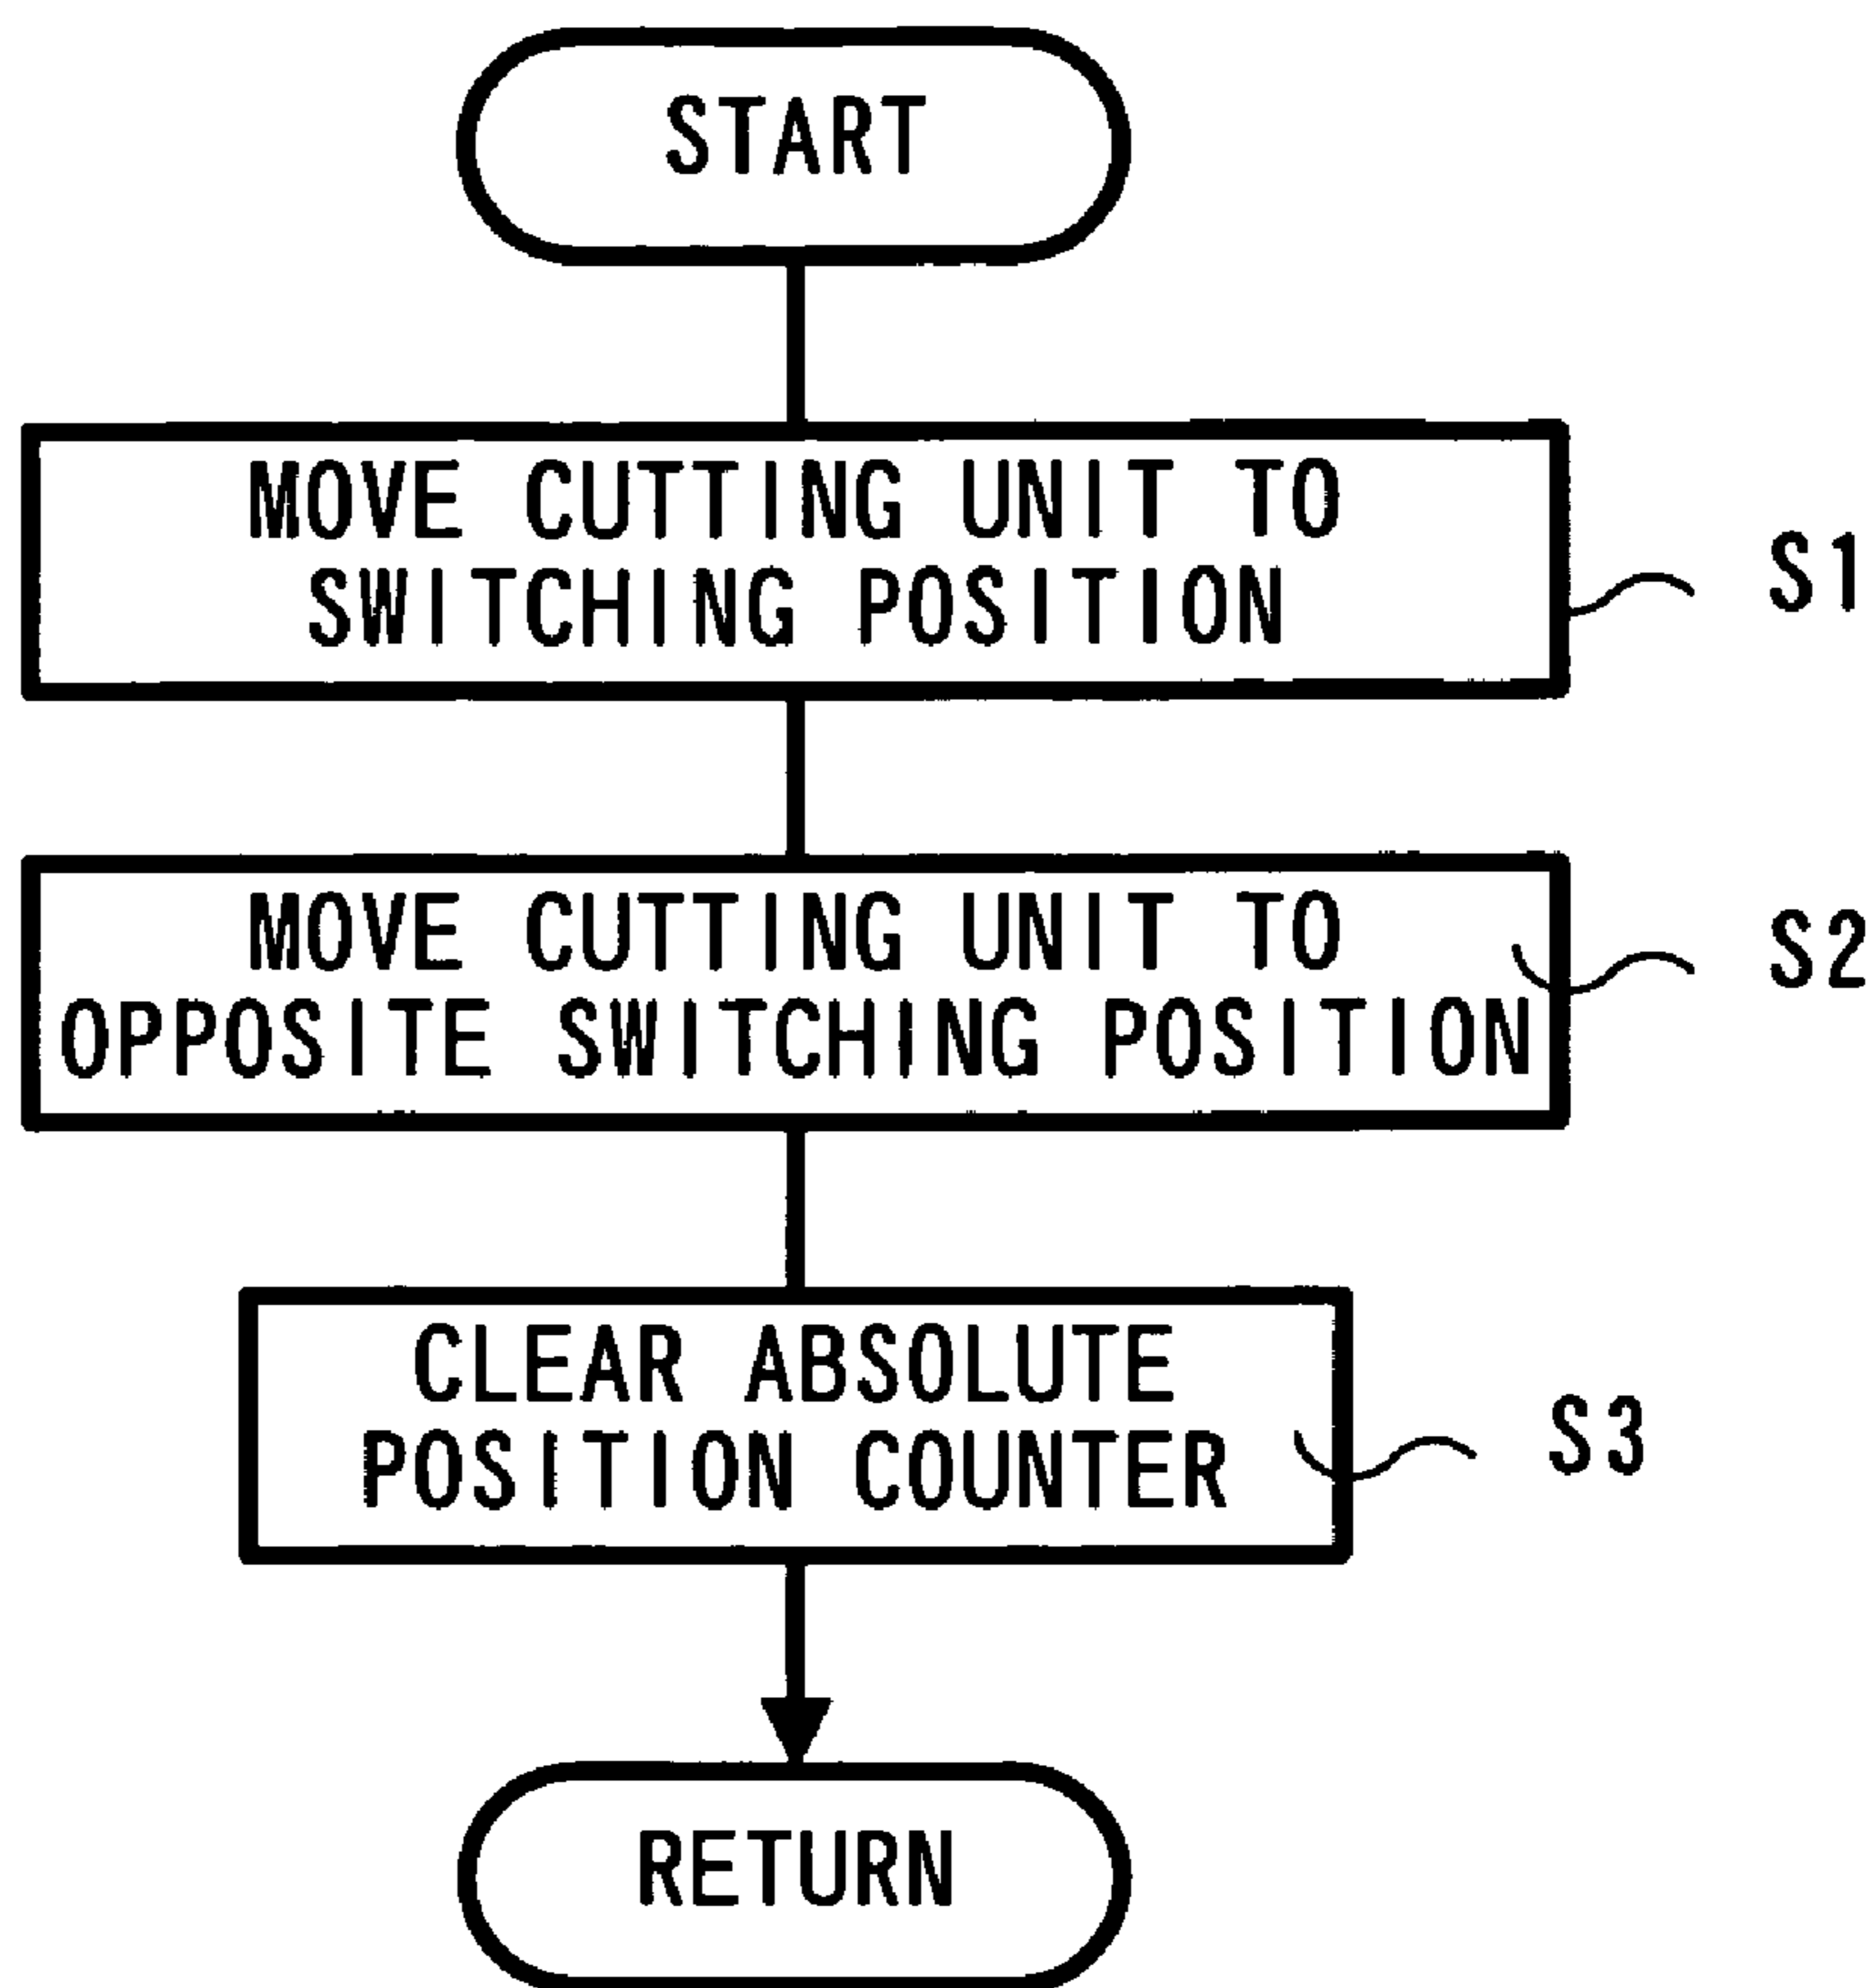 START
MOVE CUTTING UNIT TO
SWITCHING POSITION
S1
MOVE CUTTING UNIT TO
OPPOSITE SWITCHING POSITION
S2
CLEAR ABSOLUTE
POSITION COUNTER
S3
RETURN